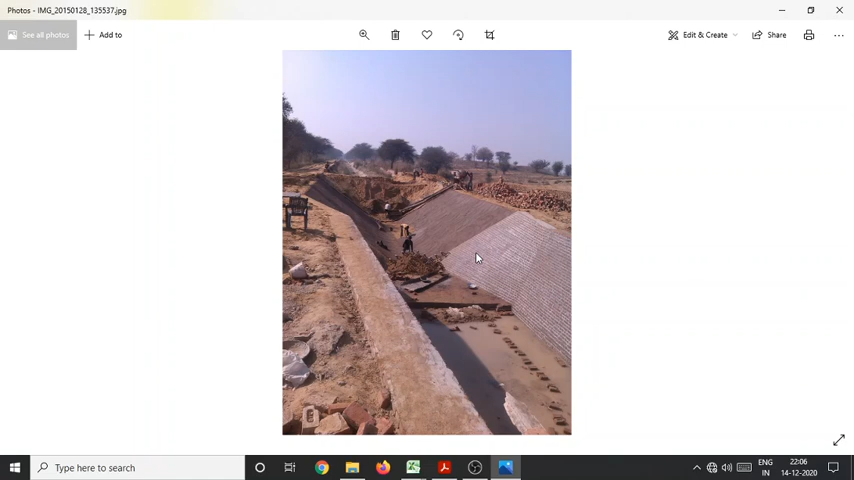 Photos - IMG_20150128_135537.jpg
See all photos
Add to
Edit & Create
Share
Type here to search
ENG
IN
22:06
14-12-2020